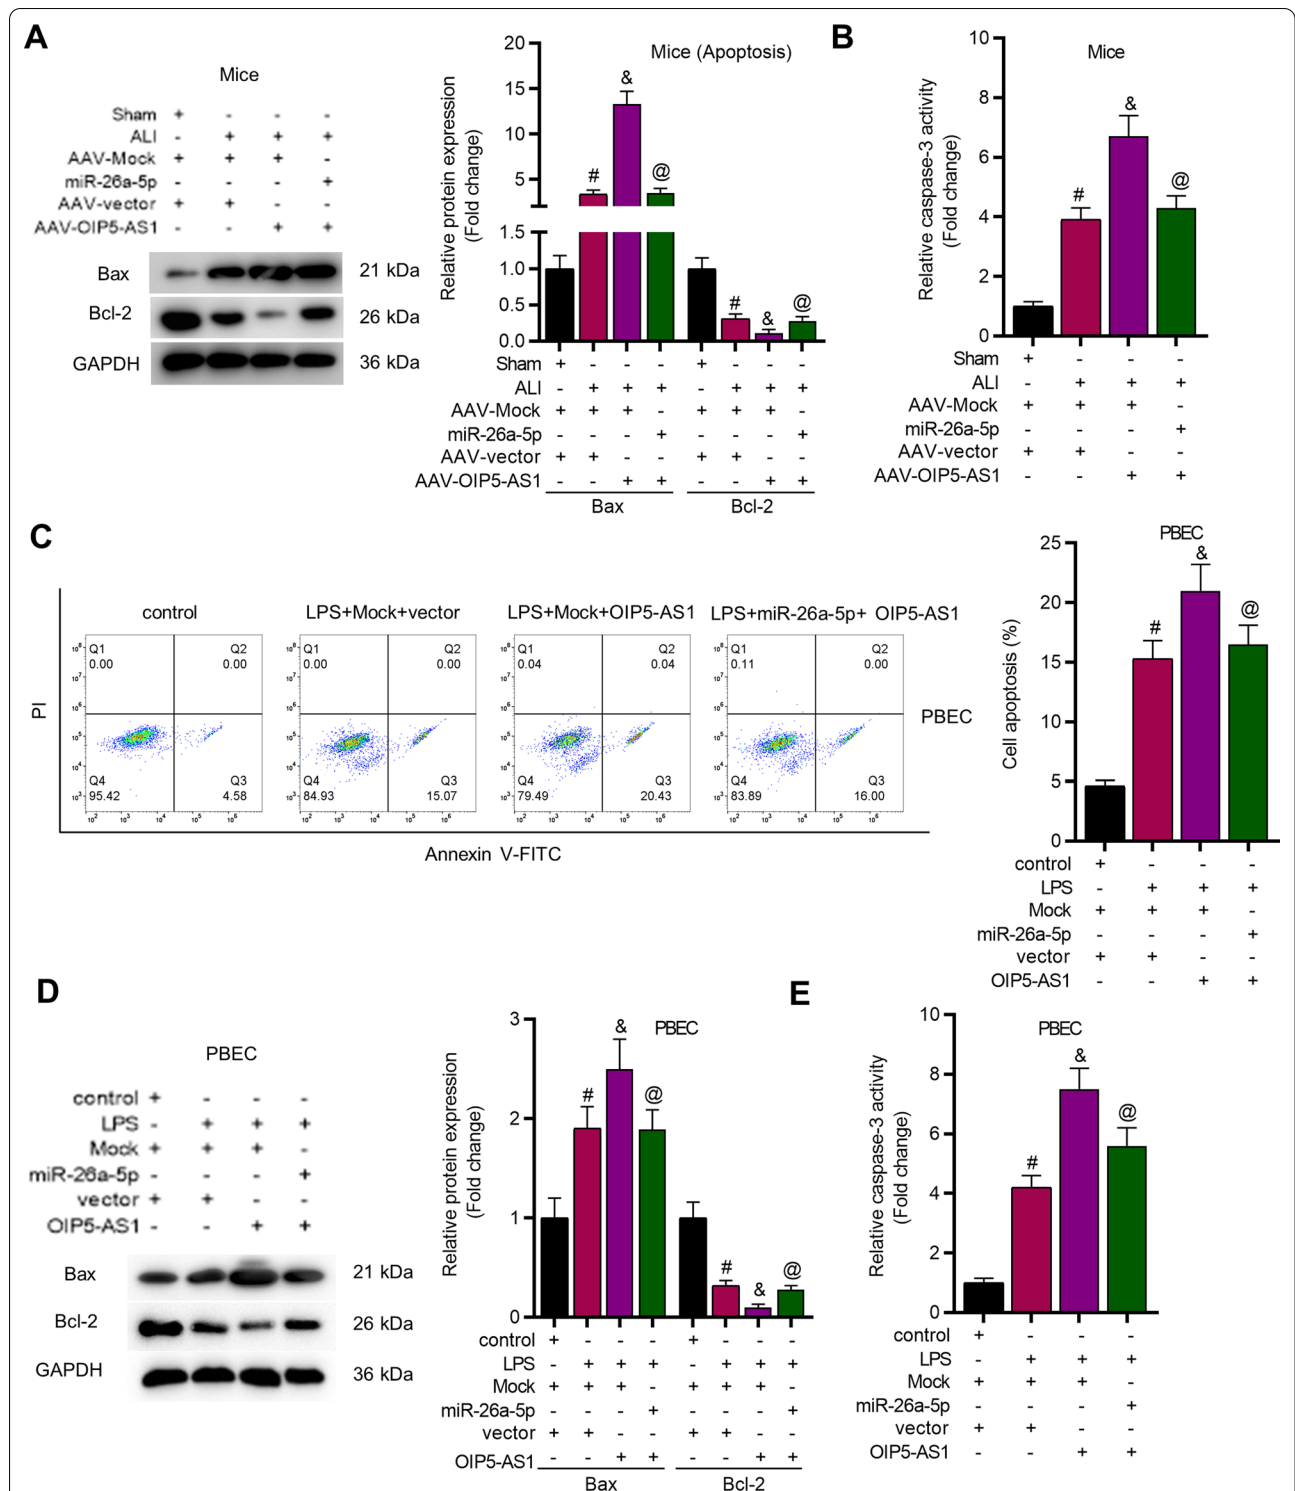 A
Mice
Sham + - - -
ALI - + + +
AAV-Mock + + + -
miR-26a-5p - - - +
AAV-vector + + - -
AAV-OIP5-AS1 - - + +
Bax 21 kDa
Bcl-2 26 kDa
GAPDH 36 kDa
Mice (Apoptosis)
Relative protein expression
(Fold change)
20
15
10
5
1.5
1.0
0.5
0.0
# & @ # & @
Sham + - - - + - - -
ALI - + + + - + + +
AAV-Mock + + + - + + + -
miR-26a-5p - - - + - - - +
AAV-vector + + - - + + - -
AAV-OIP5-AS1 - - + + - - + +
Bax Bcl-2
B
Mice
Relative caspase-3 activity
(Fold change)
10
8
6
4
2
0
# & @
Sham + - - -
ALI - + + +
AAV-Mock + + + -
miR-26a-5p - - - +
AAV-vector + + - -
AAV-OIP5-AS1 - - + +
C
control LPS+Mock+vector LPS+Mock+OIP5-AS1 LPS+miR-26a-5p+ OIP5-AS1
PI
Q1 0.00 Q2 0.00 Q4 95.42 Q3 4.58
Q1 0.00 Q2 0.00 Q4 84.93 Q3 15.07
Q1 0.04 Q2 0.04 Q4 79.49 Q3 20.43
Q1 0.11 Q2 0.00 Q4 83.89 Q3 16.00
PBEC
Annexin V-FITC
PBEC
Cell apoptosis (%)
25
20
15
10
5
0
# & @
control + - - -
LPS - + + +
Mock + + + -
miR-26a-5p - - - +
vector + + - -
OIP5-AS1 - - + +
D
PBEC
control + - - -
LPS - + + +
Mock + + + -
miR-26a-5p - - - +
vector + + - -
OIP5-AS1 - - + +
Bax 21 kDa
Bcl-2 26 kDa
GAPDH 36 kDa
PBEC
Relative protein expression
(Fold change)
3
2
1
0
# & @ # & @
control + - - - + - - -
LPS - + + + - + + +
Mock + + + - + + + -
miR-26a-5p - - - + - - - +
vector + + - - + + - -
OIP5-AS1 - - + + - - + +
Bax Bcl-2
E
PBEC
Relative caspase-3 activity
(Fold change)
10
8
6
4
2
0
# & @
control + - - -
LPS - + + +
Mock + + + -
miR-26a-5p - - - +
vector + + - -
OIP5-AS1 - - + +